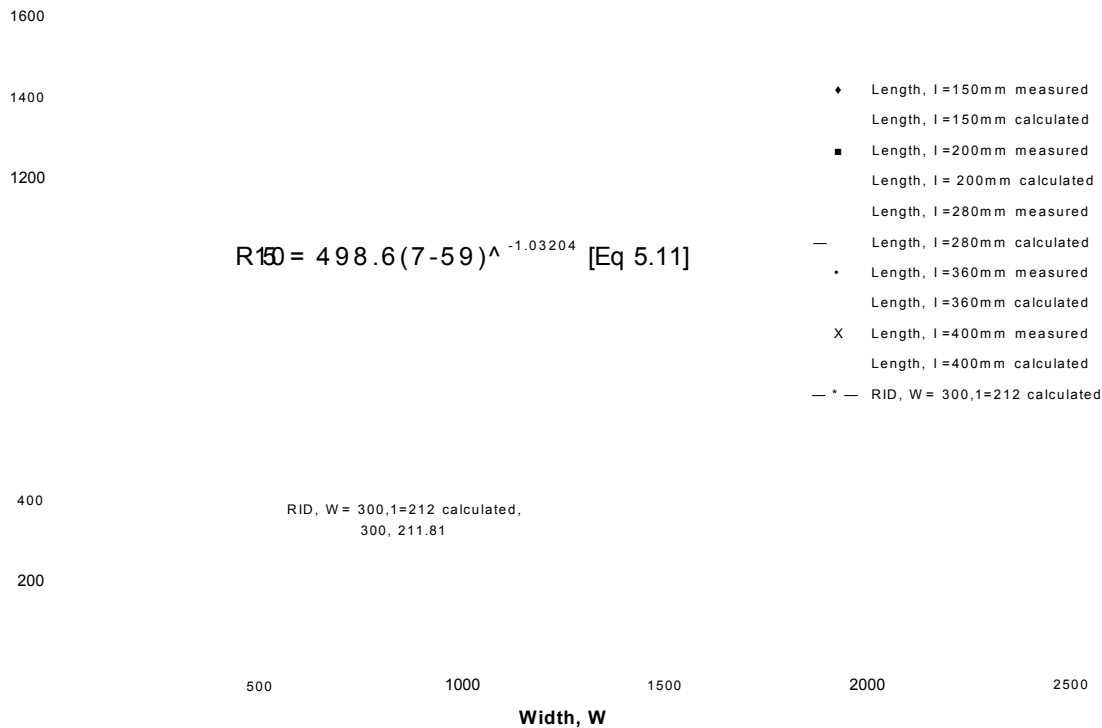 1600
1400
1200
R150 = 498.6(7-59)^ -1.03204 [Eq 5.11]
400
200
RID, W = 300,1=212 calculated,
300, 211.81
500 1000 1500 2000 2500
Width, W
♦ Length, l =150mm measured
Length, l =150mm calculated
■ Length, l =200mm measured
Length, l = 200mm calculated
Length, l =280mm measured
— Length, l =280mm calculated
• Length, l =360mm measured
Length, l =360mm calculated
X Length, l =400mm measured
Length, l =400mm calculated
— * — RID, W = 300,1=212 calculated